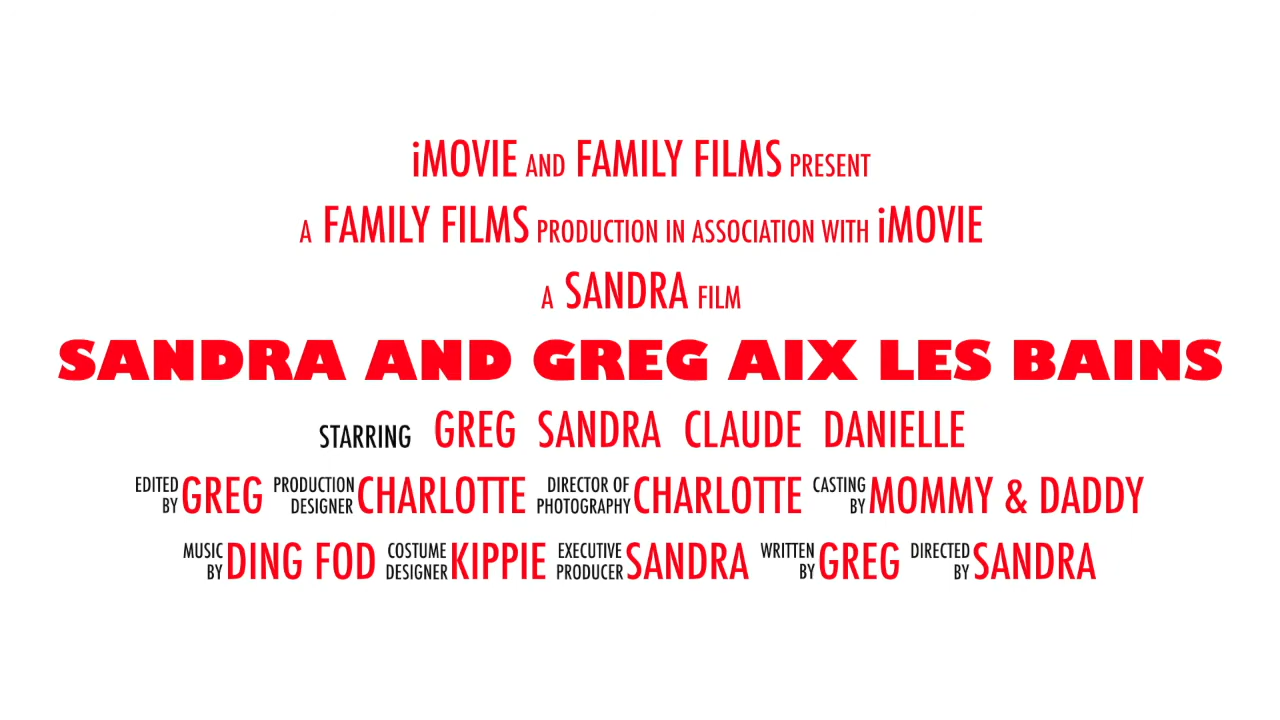 iMOVIE AND FAMILY FILMS PRESENT
A FAMILY FILMS PRODUCTION IN ASSOCIATION WITH iMOVIE
A SANDRA FILM
SANDRA AND GREG AIX LES BAINS
STARRING GREG SANDRA CLAUDE DANIELLE
EDITED BY GREG PRODUCTION DESIGNER CHARLOTTE DIRECTOR OF PHOTOGRAPHY CHARLOTTE CASTING BY MOMMY & DADDY
MUSIC BY DING FOD COSTUME DESIGNER KIPPIE EXECUTIVE PRODUCER SANDRA WRITTEN BY GREG DIRECTED BY SANDRA